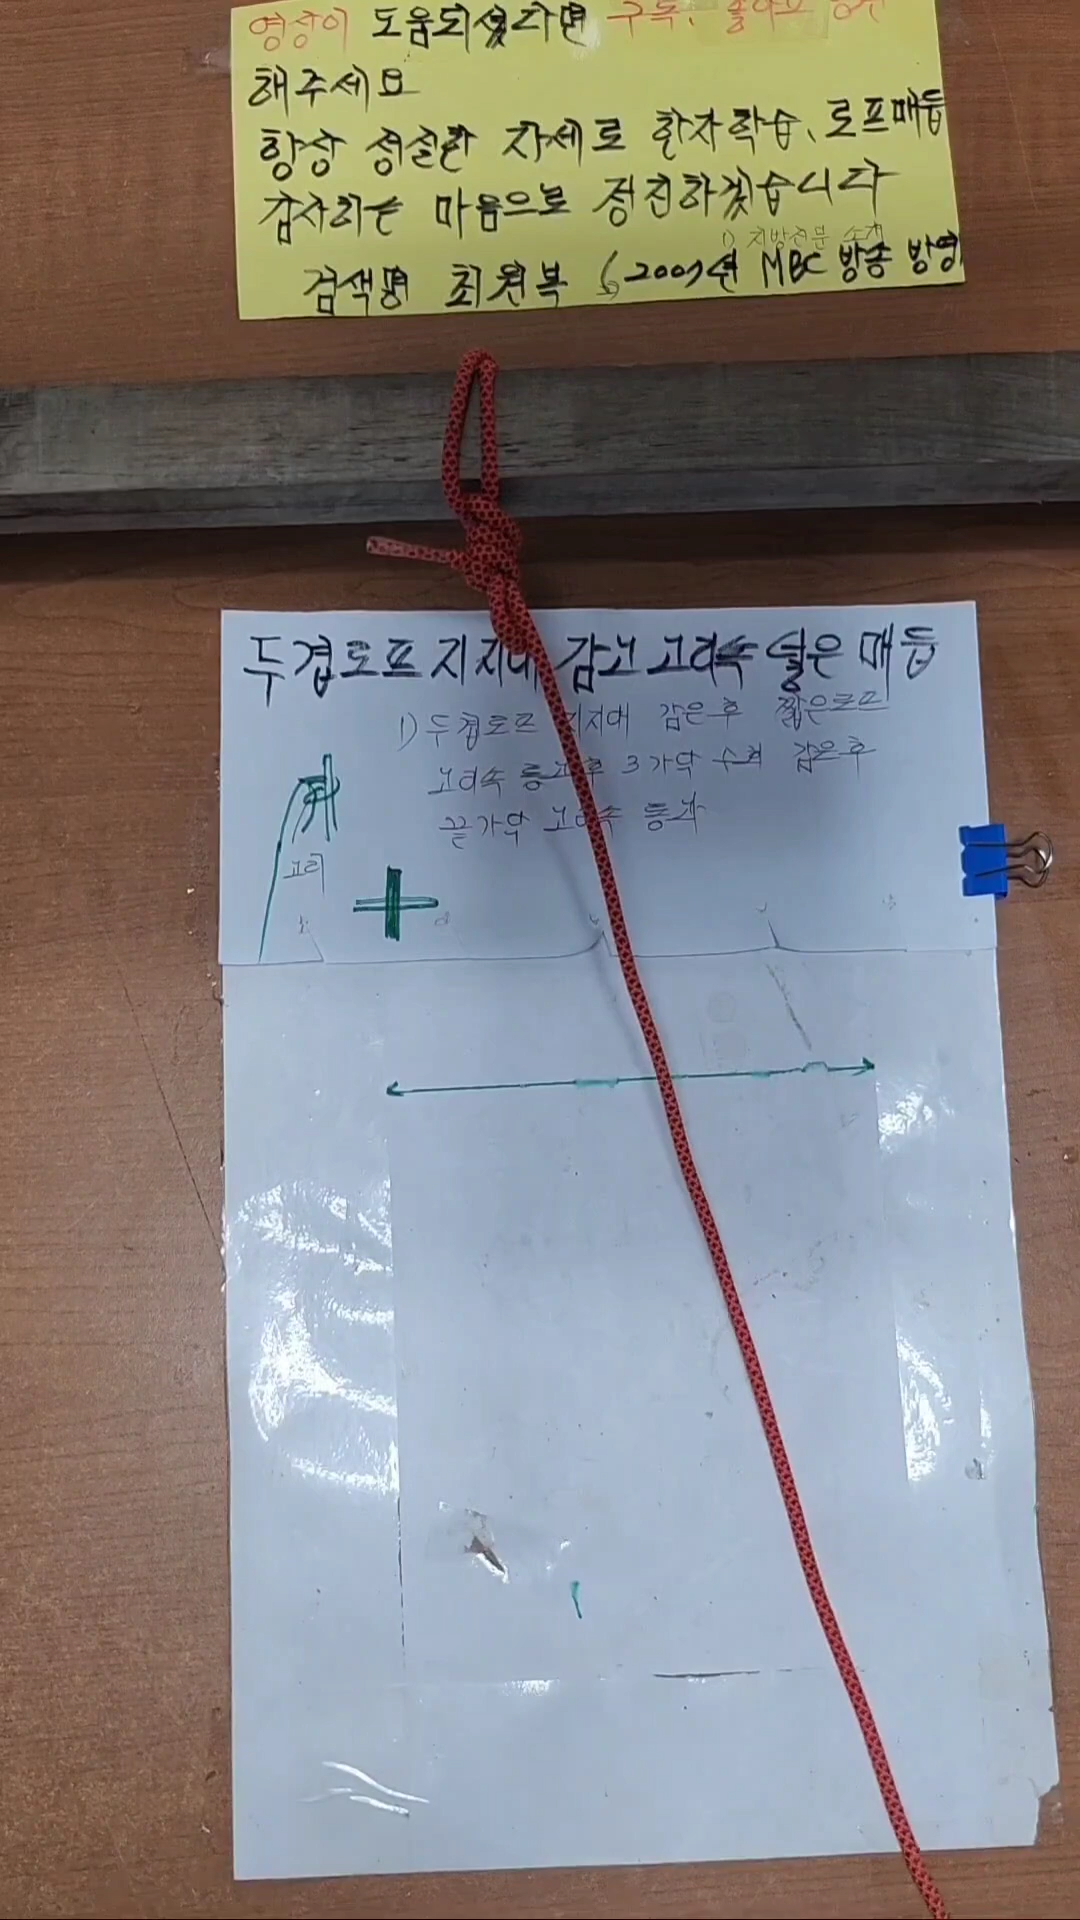 영상이 도움되셨다면 구독, 좋아요
해주세요
항상 성실한 자세로 한자학습, 로프매듭
감사하는 마음으로 정진하겠습니다
1) 지방전문 소개
검색명 최원복 2007년 MBC 방송 방영
두겹로프 지지대 감고 고리속 넣은 매듭
1) 두겹로프 지지대 감은후 짧은로프
고리속 통과후 3가닥 수회 감은후
끝가닥 고리속 통과
고리